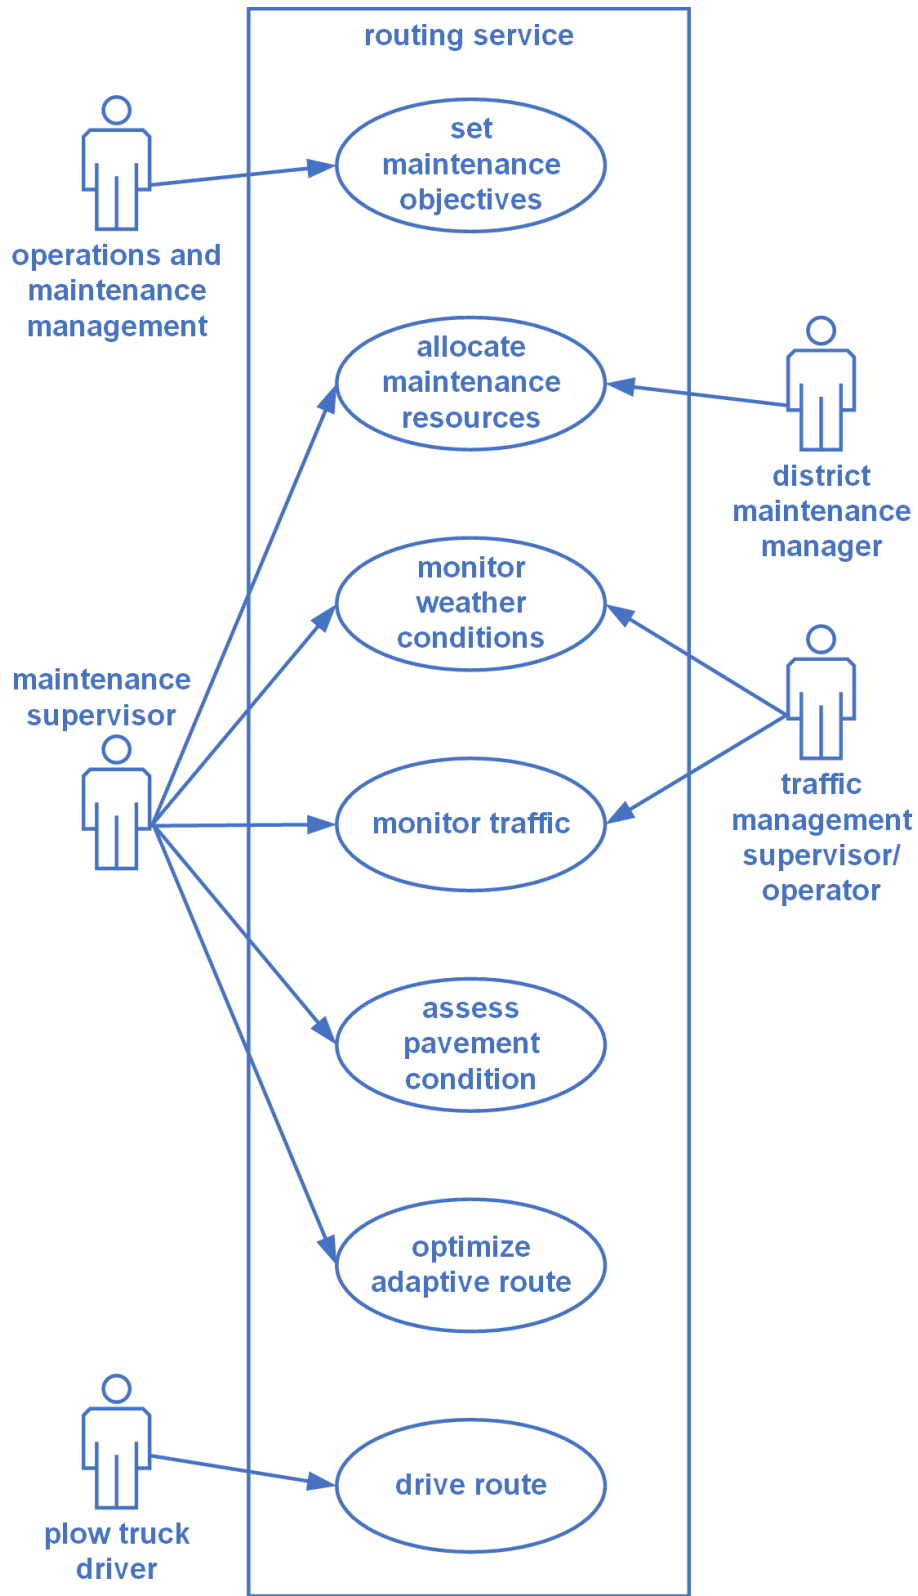 routing service
set
maintenance
objectives
operations and
maintenance
management
allocate
maintenance
resources
district
maintenance
manager
monitor
weather
conditions
maintenance
supervisor
monitor traffic
traffic
management
supervisor/
operator
assess
pavement
condition
optimize
adaptive route
drive route
plow truck
driver